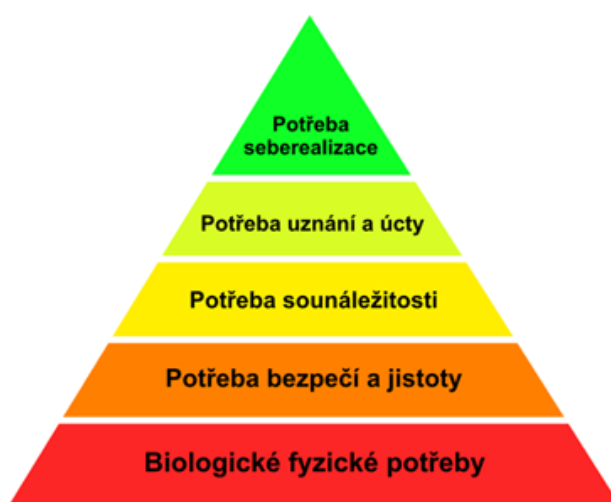 Potřeba
seberealizace
Potřeba uznání a úcty
Potřeba sounáležitosti
Potřeba bezpečí a jistoty
Biologické fyzické potřeby